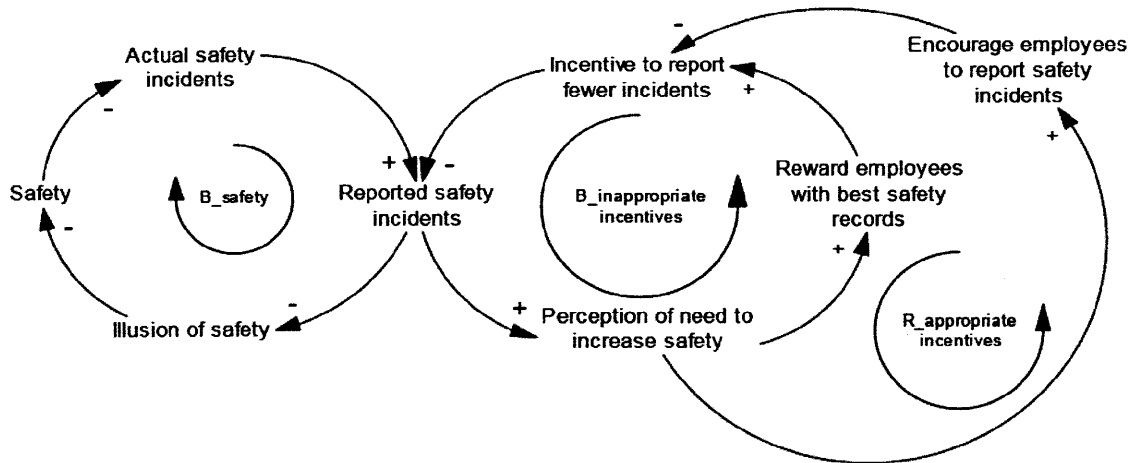 Actual safety
incidents
Safety
B_safety
Illusion of safety
Reported safety
incidents
Incentive to report
fewer incidents
B_inappropriate
incentives
Perception of need to
increase safety
Reward employees
with best safety
records
Encourage employees
to report safety
incidents
R_appropriate
incentives
-
-
-
+
-
+
+
+
-
+